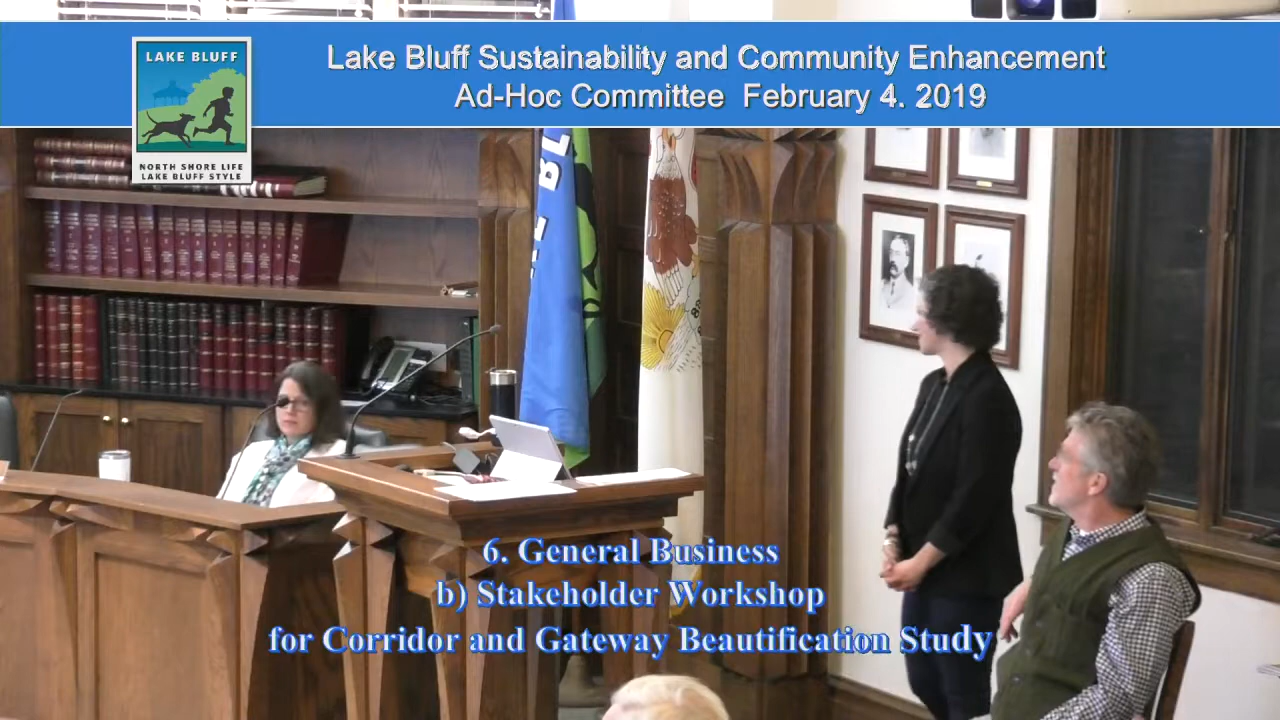 Lake Bluff Sustainability and Community Enhancement
Ad-Hoc Committee February 4. 2019
LAKE BLUFF
NORTH SHORE LIFE
LAKE BLUFF STYLE
6. General Business
b) Stakeholder Workshop
for Corridor and Gateway Beautification Study